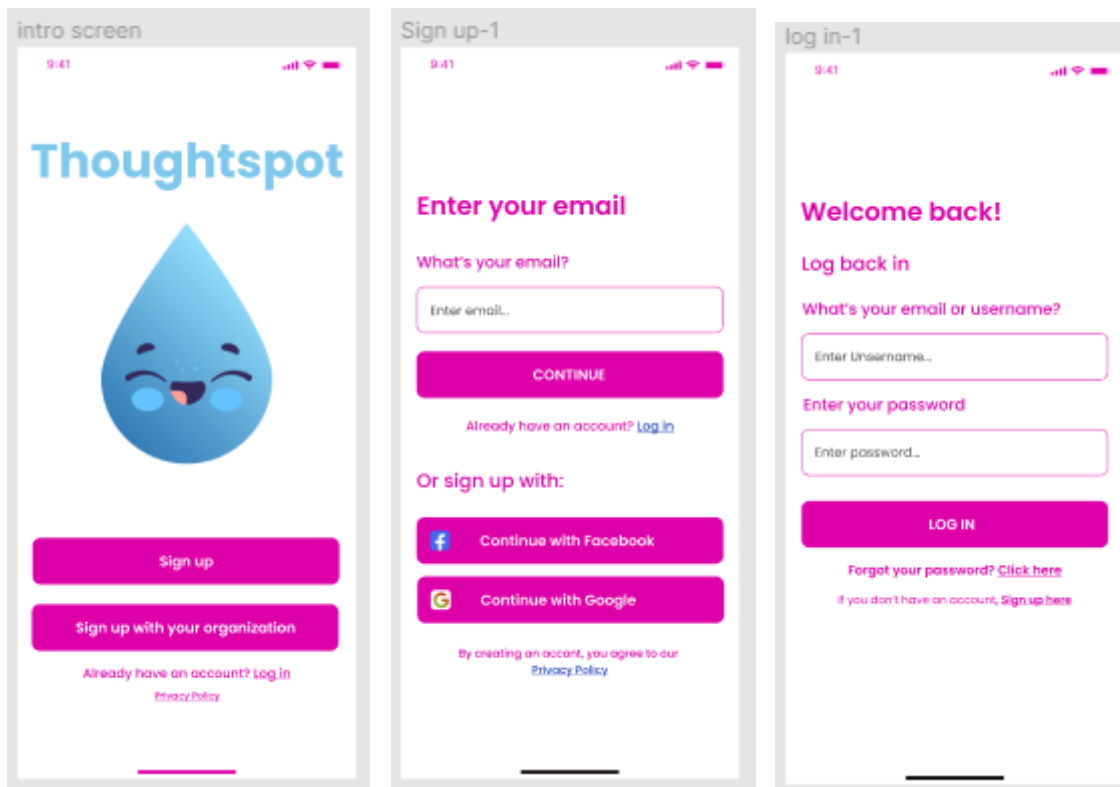 intro screen
9:41
Thoughtspot
Sign up
Sign up with your organization
Already have an account? Log in
Privacy Policy
Sign up-1
9:41
Enter your email
What's your email?
Enter email...
CONTINUE
Already have an account? Log in
Or sign up with:
Continue with Facebook
Continue with Google
By creating an accont, you agree to our
Privacy Policy
log in-1
9:41
Welcome back!
Log back in
What's your email or username?
Enter Unsername...
Enter your password
Enter password...
LOG IN
Forgot your password? Click here
If you don't have an account, Sign up here